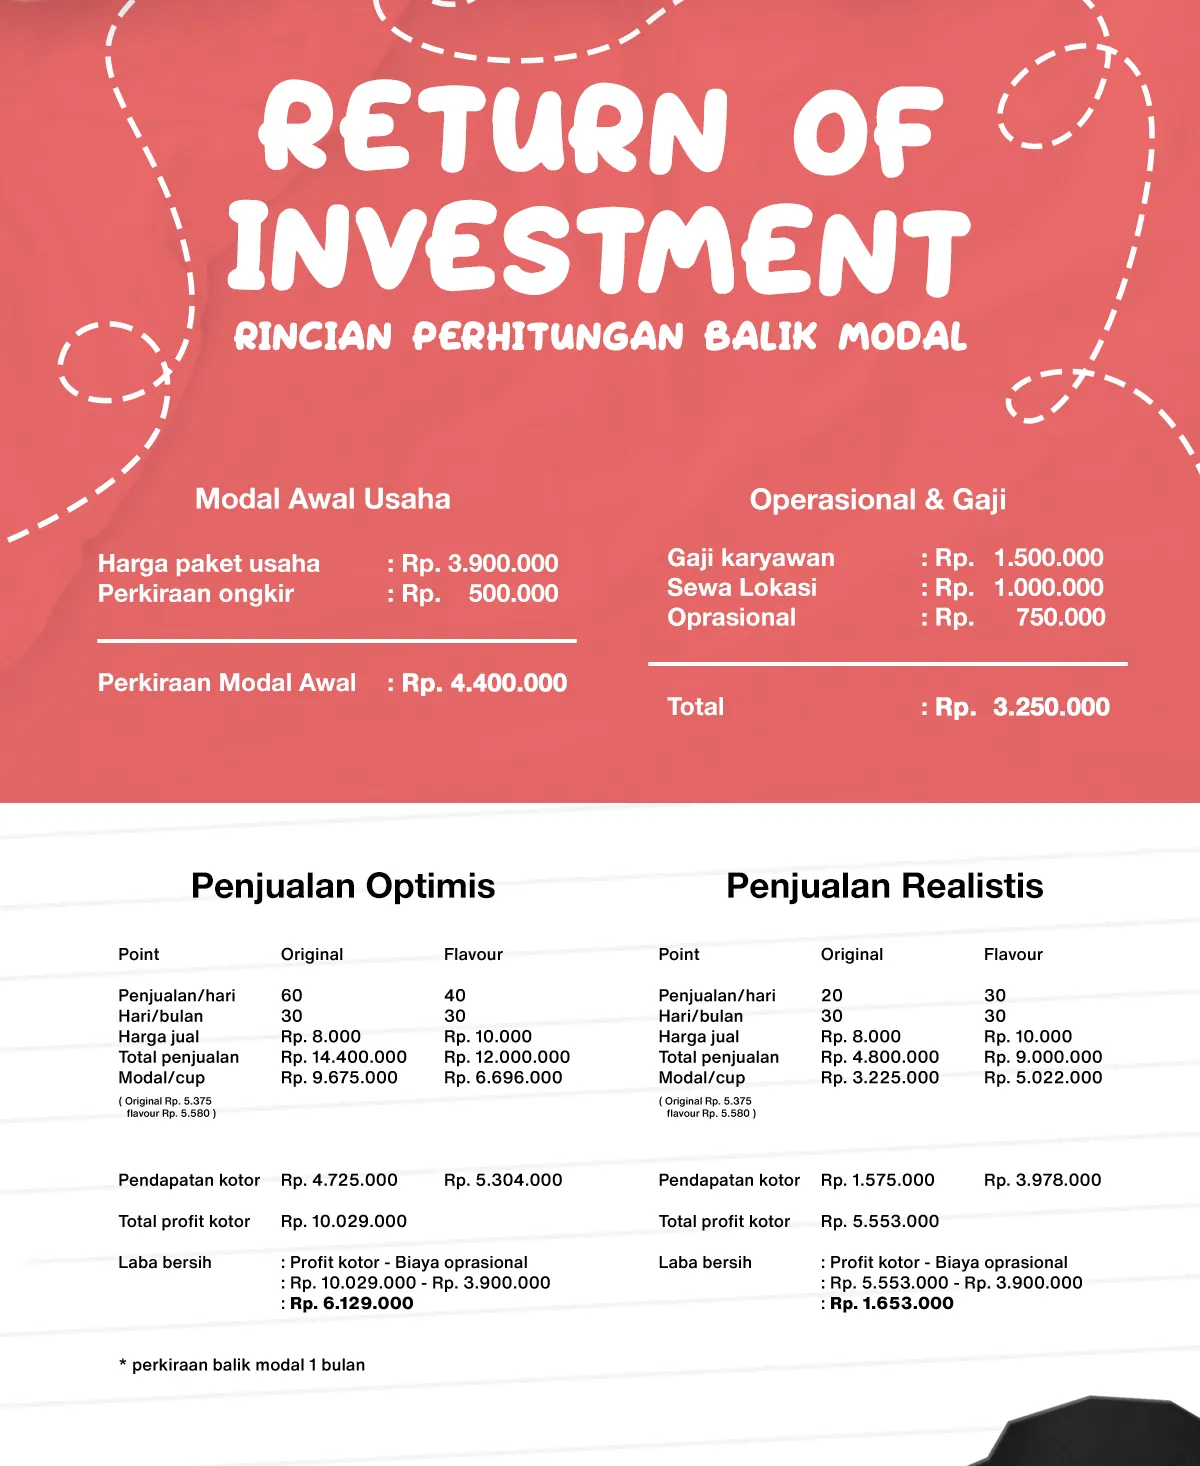 RETURN OF
INVESTMENT
RINCIAN PERHITUNGAN BALIK MODAL
Modal Awal Usaha
Harga paket usaha : Rp. 3.900.000
Perkiraan ongkir : Rp. 500.000
Perkiraan Modal Awal : Rp. 4.400.000
Operasional & Gaji
Gaji karyawan : Rp. 1.500.000
Sewa Lokasi : Rp. 1.000.000
Oprasional : Rp. 750.000
Total : Rp. 3.250.000
Penjualan Optimis
Point Original Flavour
Penjualan/hari 60 40
Hari/bulan 30 30
Harga jual Rp. 8.000 Rp. 10.000
Total penjualan Rp. 14.400.000 Rp. 12.000.000
Modal/cup Rp. 9.675.000 Rp. 6.696.000
( Original Rp. 5.375
flavour Rp. 5.580 )
Pendapatan kotor Rp. 4.725.000 Rp. 5.304.000
Total profit kotor Rp. 10.029.000
Laba bersih : Profit kotor - Biaya oprasional
: Rp. 10.029.000 - Rp. 3.900.000
: Rp. 6.129.000
* perkiraan balik modal 1 bulan
Penjualan Realistis
Point Original Flavour
Penjualan/hari 20 30
Hari/bulan 30 30
Harga jual Rp. 8.000 Rp. 10.000
Total penjualan Rp. 4.800.000 Rp. 9.000.000
Modal/cup Rp. 3.225.000 Rp. 5.022.000
( Original Rp. 5.375
flavour Rp. 5.580 )
Pendapatan kotor Rp. 1.575.000 Rp. 3.978.000
Total profit kotor Rp. 5.553.000
Laba bersih : Profit kotor - Biaya oprasional
: Rp. 5.553.000 - Rp. 3.900.000
: Rp. 1.653.000